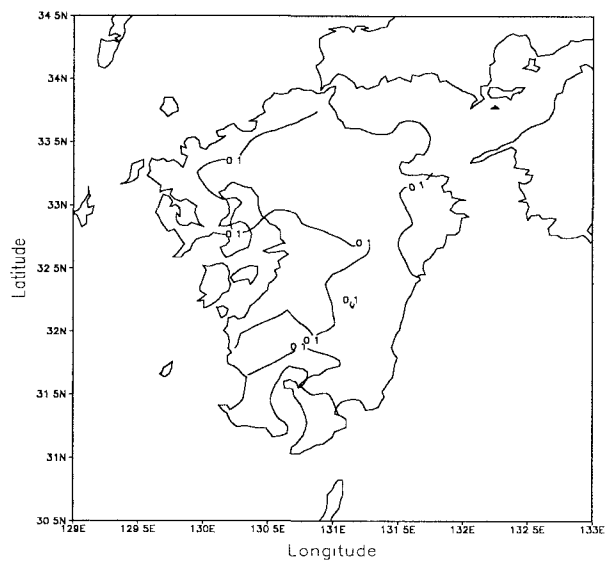 34 5N
34N
33.5N
33N
32.5N
32N
31.5N
31N
30 5N
129E
129 5E
130E
130 5E
131E
131.5E
132E
132.5E
133E
Latitude
Longitude
0 1
0 1
0 1
0 1
0 1
0 1
0 1